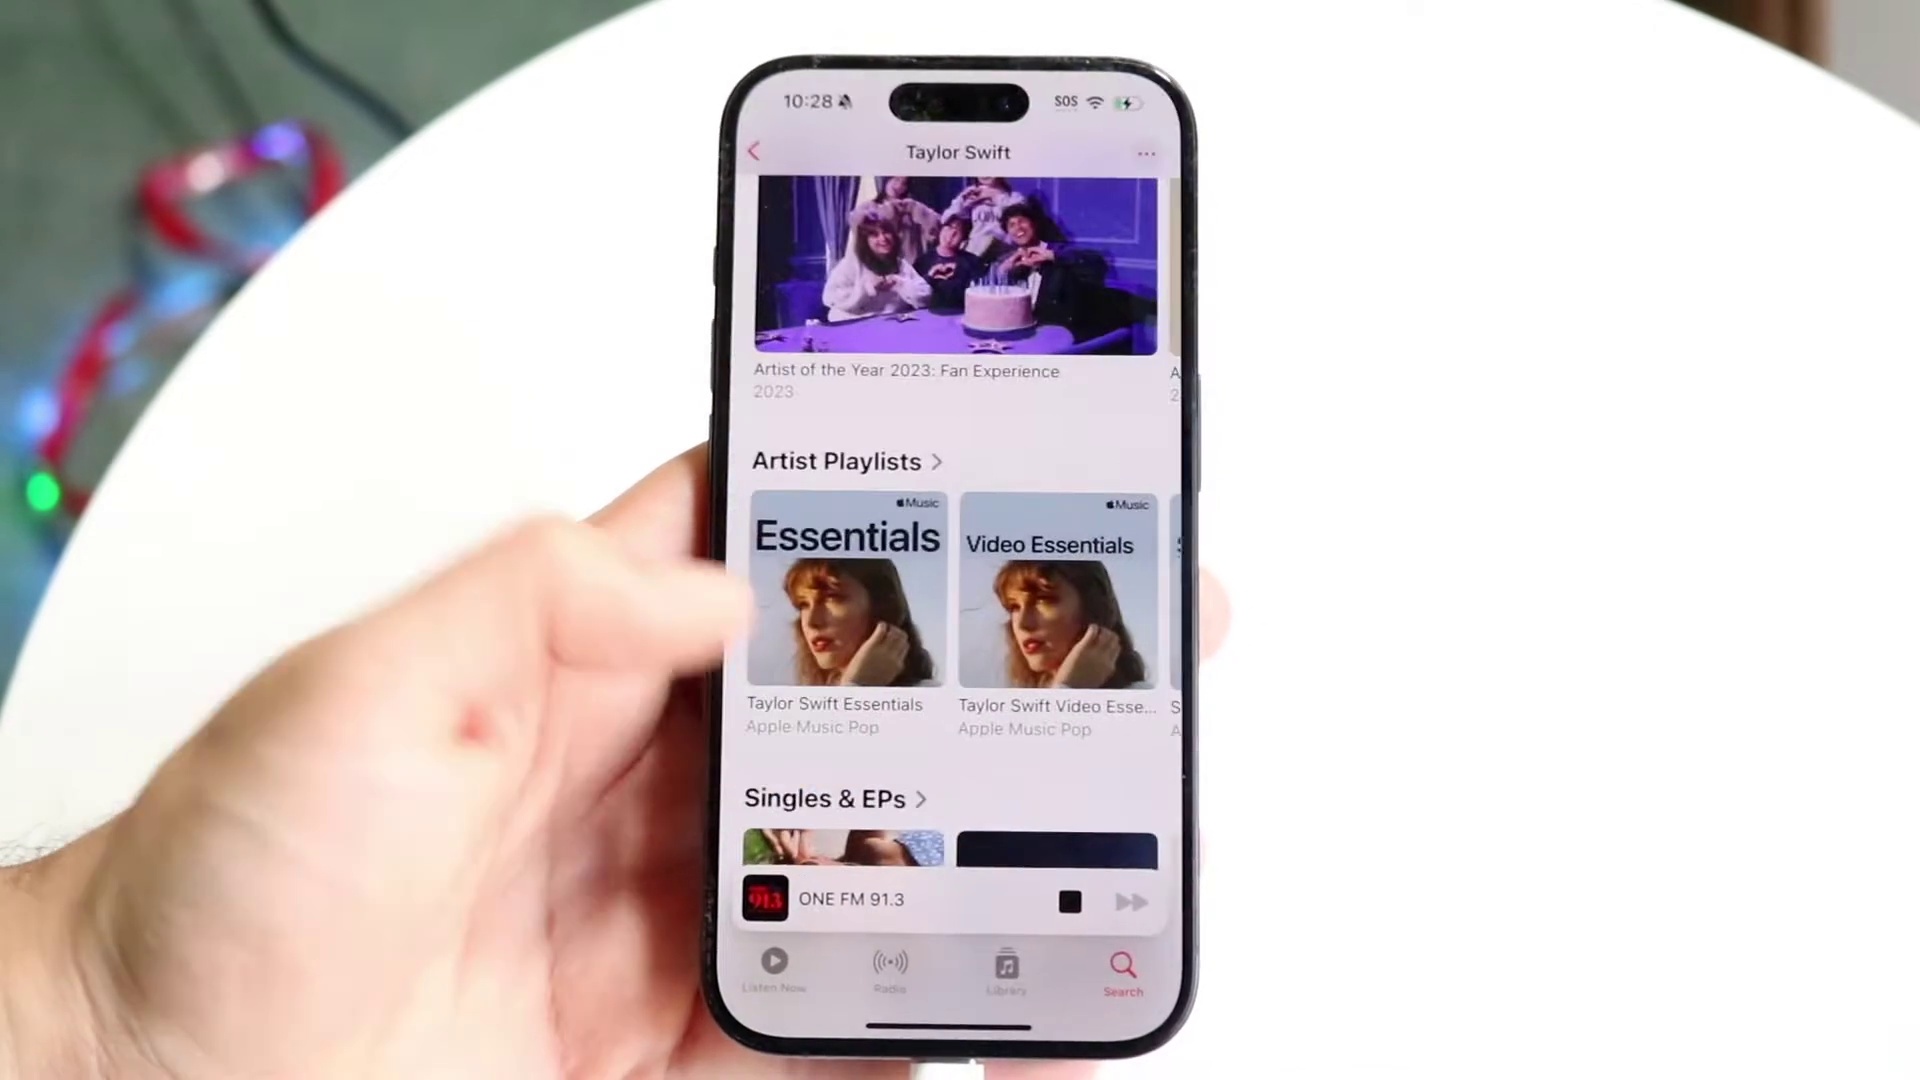 10:28
SOS
Taylor Swift
Artist of the Year 2023: Fan Experience
2023
A
2
Artist Playlists
Music
Essentials
Music
Video Essentials
Taylor Swift Essentials
Apple Music Pop
Taylor Swift Video Esse...
Apple Music Pop
S
A
Singles & EPs
913
ONE FM 91.3
Listen Now
Radio
Library
Search